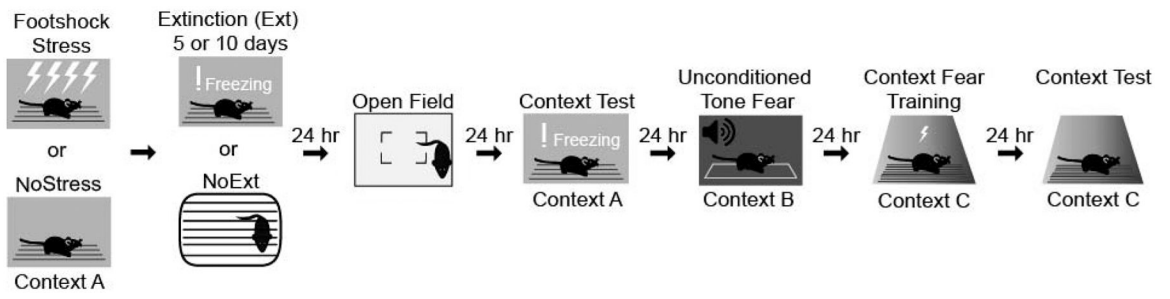 Footshock
Stress
or
NoStress
Context A
Extinction (Ext)
5 or 10 days
! Freezing
or
NoExt
24 hr
Open Field
24 hr
Context Test
! Freezing
Context A
24 hr
Unconditioned
Tone Fear
Context B
24 hr
Context Fear
Training
Context C
24 hr
Context Test
Context C